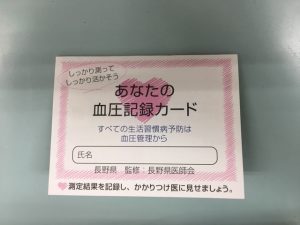 しっかり測って
しっかり活かそう
あなたの
血圧記録カード
すべての生活習慣病予防は
血圧管理から
氏名
長野県 監修:長野県医師会
測定結果を記録し、かかりつけ医に見せましょう。